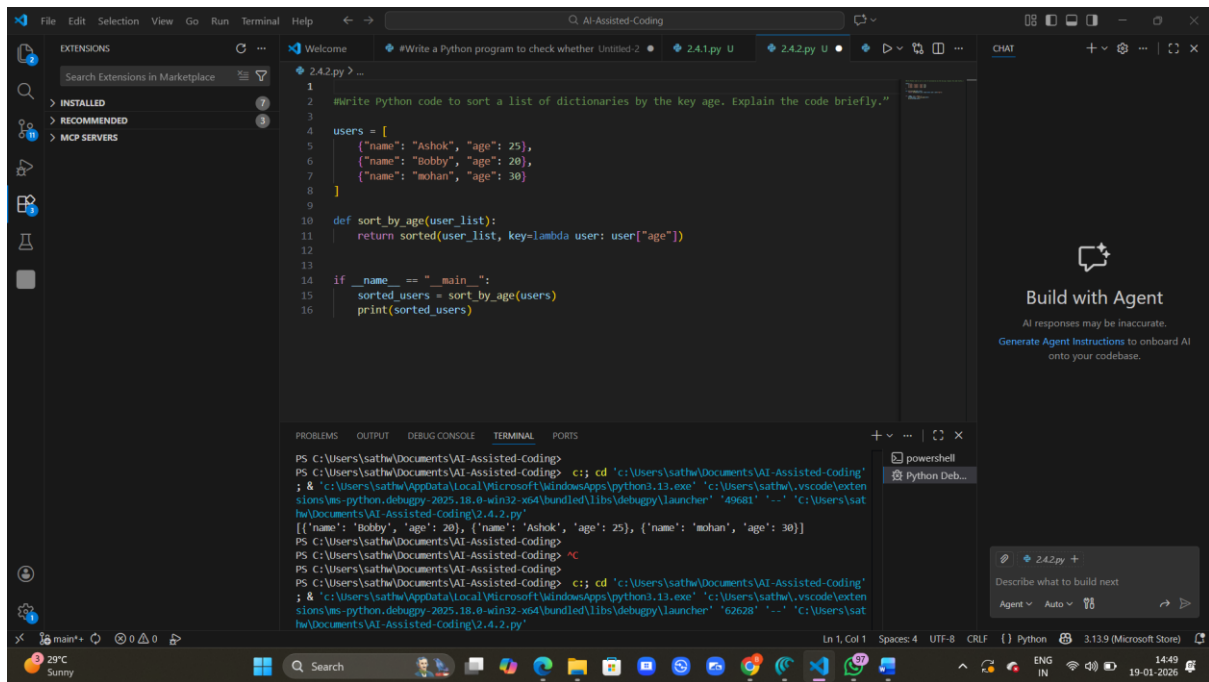 File Edit Selection View Go Run Terminal Help
AI-Assisted-Coding
EXTENSIONS
Search Extensions in Marketplace
INSTALLED 7
RECOMMENDED 3
MCP SERVERS
2
11
3
1
Welcome
#Write a Python program to check whether Untitled-2
2.4.1.py U
2.4.2.py U
2.4.2.py > ...
1
2 #Write Python code to sort a list of dictionaries by the key age. Explain the code briefly.”
3
4 users = [
5 {"name": "Ashok", "age": 25},
6 {"name": "Bobby", "age": 20},
7 {"name": "mohan", "age": 30}
8 ]
9
10 def sort_by_age(user_list):
11 return sorted(user_list, key=lambda user: user["age"])
12
13
14 if __name__ == "__main__":
15 sorted_users = sort_by_age(users)
16 print(sorted_users)
PROBLEMS OUTPUT DEBUG CONSOLE TERMINAL PORTS
PS C:\Users\sathw\Documents\AI-Assisted-Coding>
PS C:\Users\sathw\Documents\AI-Assisted-Coding> c:; cd 'c:\Users\sathw\Documents\AI-Assisted-Coding'
; & 'c:\Users\sathw\AppData\Local\Microsoft\WindowsApps\python3.13.exe' 'c:\Users\sathw\.vscode\exten
sions\ms-python.debugpy-2025.18.0-win32-x64\bundled\libs\debugpy\launcher' '49681' '--' 'C:\Users\sat
hw\Documents\AI-Assisted-Coding\2.4.2.py'
[{'name': 'Bobby', 'age': 20}, {'name': 'Ashok', 'age': 25}, {'name': 'mohan', 'age': 30}]
PS C:\Users\sathw\Documents\AI-Assisted-Coding>
PS C:\Users\sathw\Documents\AI-Assisted-Coding> ^C
PS C:\Users\sathw\Documents\AI-Assisted-Coding>
PS C:\Users\sathw\Documents\AI-Assisted-Coding> c:; cd 'c:\Users\sathw\Documents\AI-Assisted-Coding'
; & 'c:\Users\sathw\AppData\Local\Microsoft\WindowsApps\python3.13.exe' 'c:\Users\sathw\.vscode\exten
sions\ms-python.debugpy-2025.18.0-win32-x64\bundled\libs\debugpy\launcher' '62628' '--' 'C:\Users\sat
hw\Documents\AI-Assisted-Coding\2.4.2.py'
powershell
Python Deb...
CHAT
Build with Agent
AI responses may be inaccurate.
Generate Agent Instructions to onboard AI
onto your codebase.
2.4.2.py +
Describe what to build next
Agent Auto
main*+ 0 0 0
Ln 1, Col 1 Spaces: 4 UTF-8 CRLF {} Python 3.13.9 (Microsoft Store)
3
29°C
Sunny
Search
97
ENG
IN
14:49
19-01-2026